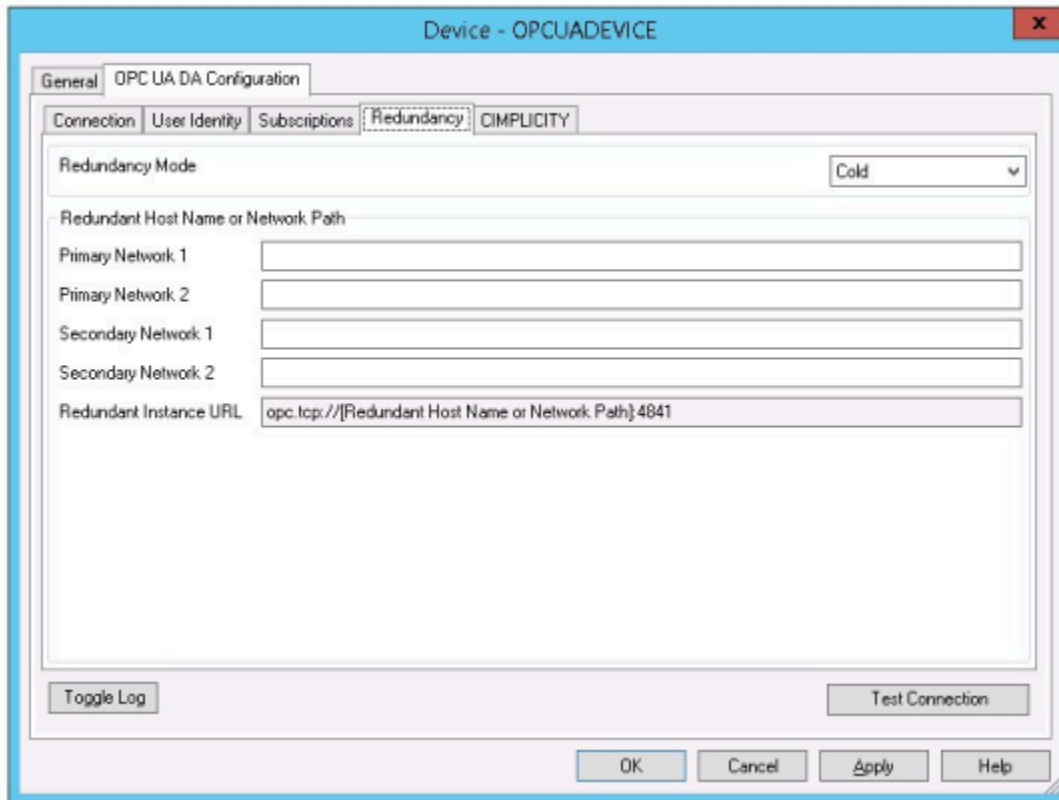 Device - OPCUADEVICE
x
General OPC UA DA Configuration
Connection User Identity Subscriptions Redundancy CIMPLICITY
Redundancy Mode Cold
Redundant Host Name or Network Path
Primary Network 1
Primary Network 2
Secondary Network 1
Secondary Network 2
Redundant Instance URL opc.tcp://[Redundant Host Name or Network Path]:4841
Toggle Log Test Connection
OK Cancel Apply Help